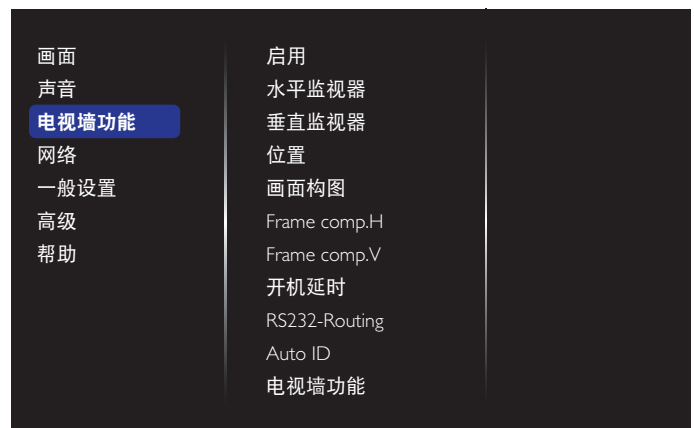 画面
声音
电视墙功能
网络
一般设置
高级
帮助
启用
水平监视器
垂直监视器
位置
画面构图
Frame comp.H
Frame comp.V
开机延时
RS232-Routing
Auto ID
电视墙功能